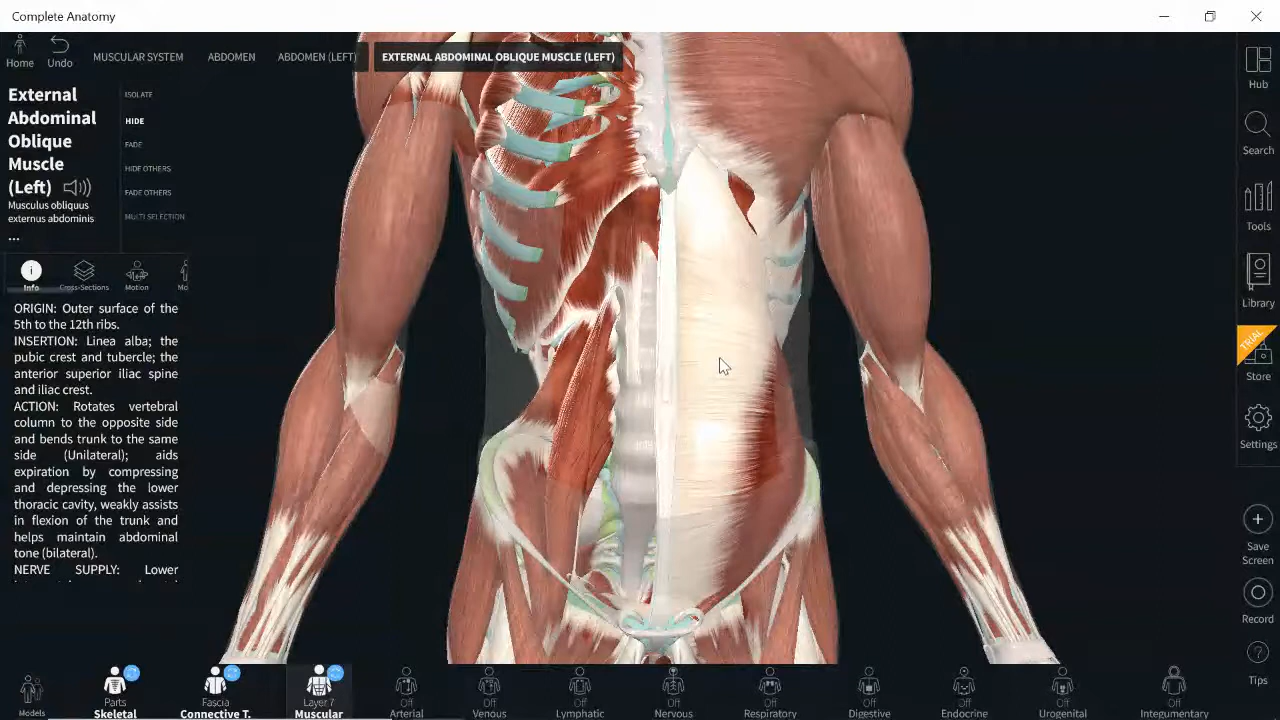 Complete Anatomy
Home
Undo
MUSCULAR SYSTEM
ABDOMEN
ABDOMEN (LEFT)
EXTERNAL ABDOMINAL OBLIQUE MUSCLE (LEFT)
External
Abdominal
Oblique
Muscle
(Left)
Musculus obliquus
externus abdominis
...
ISOLATE
HIDE
FADE
HIDE OTHERS
FADE OTHERS
MULTI SELECTION
Info
Cross-Sections
Motion
Mo
ORIGIN: Outer surface of the
5th to the 12th ribs.
INSERTION: Linea alba; the
pubic crest and tubercle; the
anterior superior iliac spine
and iliac crest.
ACTION: Rotates vertebral
column to the opposite side
and bends trunk to the same
side (Unilateral); aids
expiration by compressing
and depressing the lower
thoracic cavity, weakly assists
in flexion of the trunk and
helps maintain abdominal
tone (bilateral).
NERVE SUPPLY: Lower
Hub
Search
Tools
Library
TRIAL
Store
Settings
Save
Screen
Record
Tips
Models
Parts
Skeletal
Fascia
Connective T.
Layer 7
Muscular
Off
Arterial
Off
Venous
Off
Lymphatic
Off
Nervous
Off
Respiratory
Off
Digestive
Off
Endocrine
Off
Urogenital
Off
Integumentary